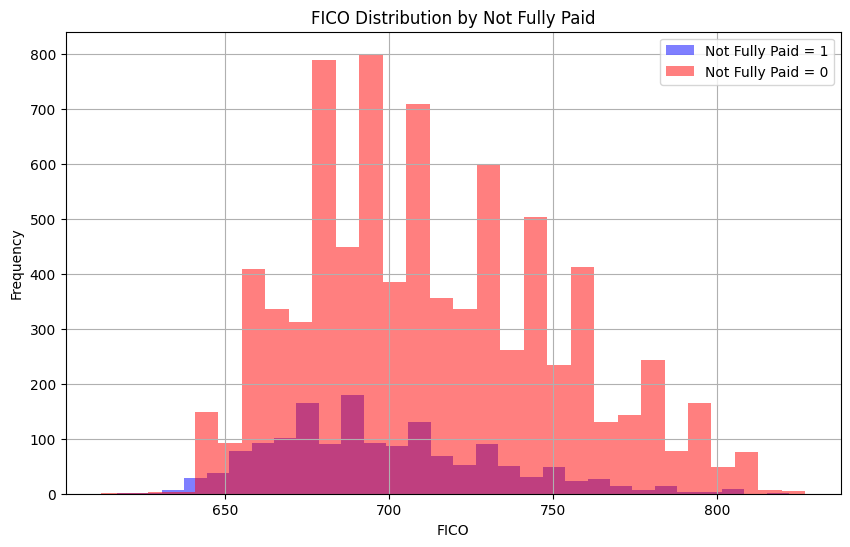 FICO Distribution by Not Fully Paid
Not Fully Paid = 1
Not Fully Paid = 0
Frequency
800
700
600
500
400
300
200
100
0
650
700
750
800
FICO